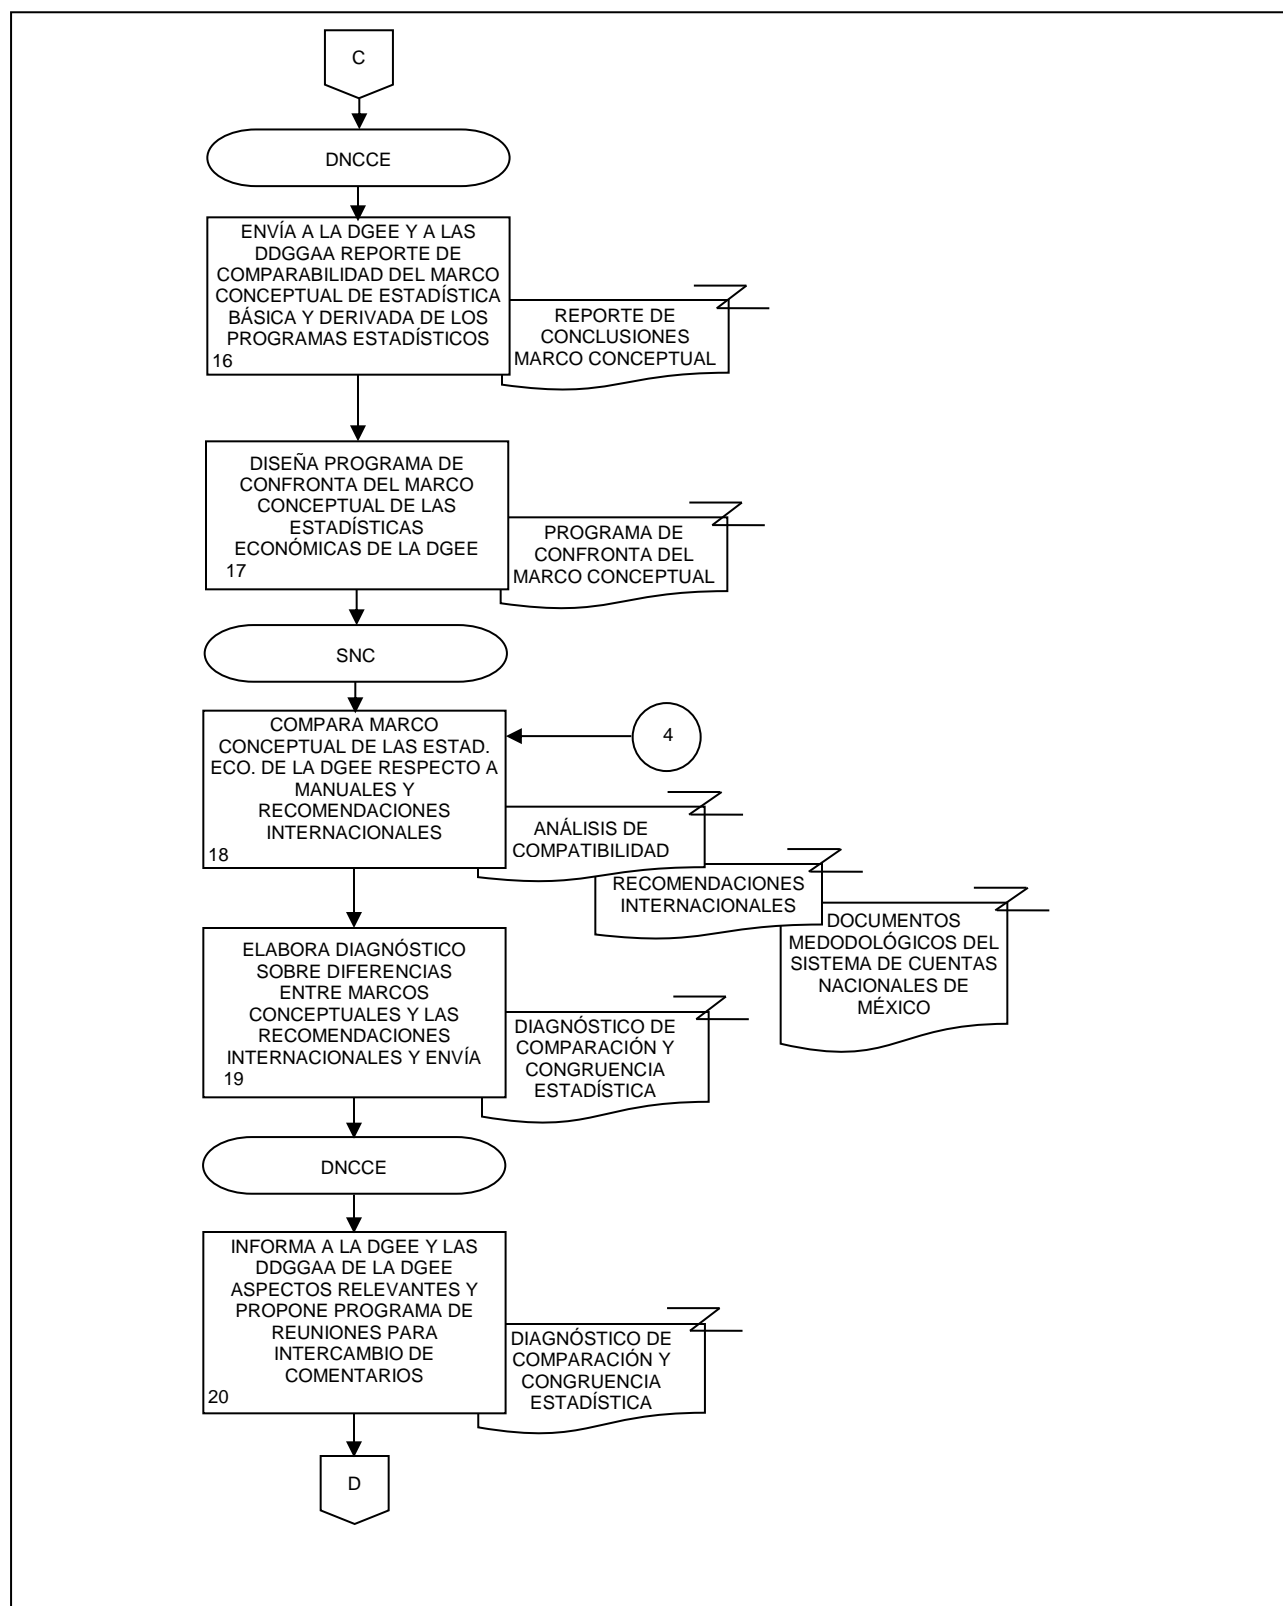 C
DNCCE
ENVÍA A LA DGEE Y A LAS
DDGGAA REPORTE DE
COMPARABILIDAD DEL MARCO
CONCEPTUAL DE ESTADÍSTICA
BÁSICA Y DERIVADA DE LOS
PROGRAMAS ESTADÍSTICOS
16
REPORTE DE
CONCLUSIONES
MARCO CONCEPTUAL
DISEÑA PROGRAMA DE
CONFRONTA DEL MARCO
CONCEPTUAL DE LAS
ESTADÍSTICAS
ECONÓMICAS DE LA DGEE
17
PROGRAMA DE
CONFRONTA DEL
MARCO CONCEPTUAL
SNC
COMPARA MARCO
CONCEPTUAL DE LAS ESTAD.
ECO. DE LA DGEE RESPECTO A
MANUALES Y
RECOMENDACIONES
INTERNACIONALES
18
4
ANÁLISIS DE
COMPATIBILIDAD
RECOMENDACIONES
INTERNACIONALES
DOCUMENTOS
MEDODOLÓGICOS DEL
SISTEMA DE CUENTAS
NACIONALES DE
MÉXICO
ELABORA DIAGNÓSTICO
SOBRE DIFERENCIAS
ENTRE MARCOS
CONCEPTUALES Y LAS
RECOMENDACIONES
INTERNACIONALES Y ENVÍA
19
DIAGNÓSTICO DE
COMPARACIÓN Y
CONGRUENCIA
ESTADÍSTICA
DNCCE
INFORMA A LA DGEE Y LAS
DDGGAA DE LA DGEE
ASPECTOS RELEVANTES Y
PROPONE PROGRAMA DE
REUNIONES PARA
INTERCAMBIO DE
COMENTARIOS
20
DIAGNÓSTICO DE
COMPARACIÓN Y
CONGRUENCIA
ESTADÍSTICA
D